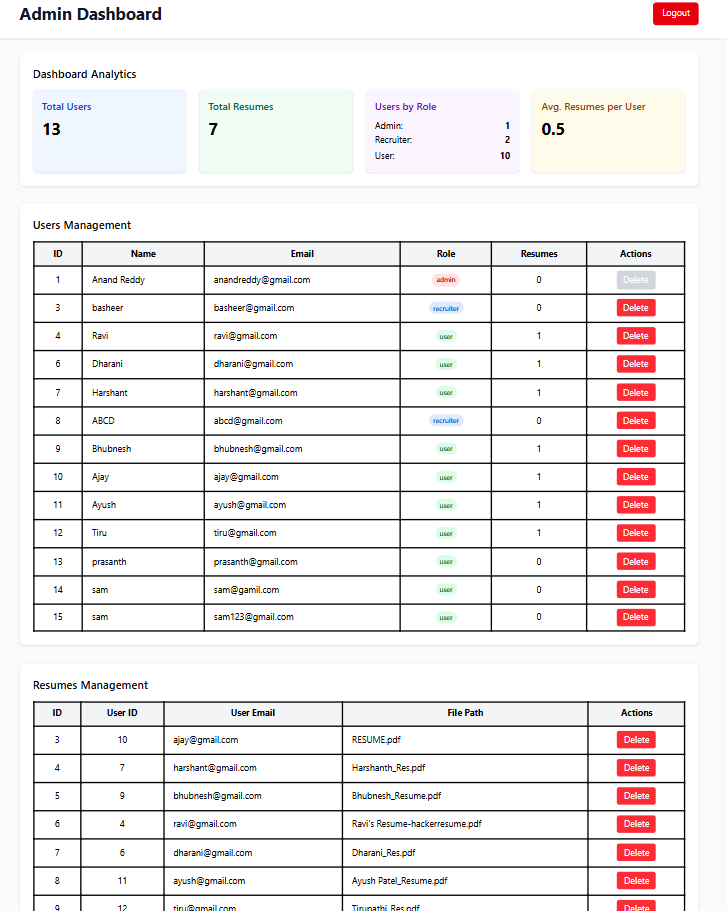 Admin Dashboard Logout
Dashboard Analytics
Total Users Total Resumes Users by Role Avg. Resumes per User
13 7 Admin: 1 0.5
Recruiter: 2
User: 10
Users Management
ID Name Email Role Resumes Actions
1 Anand Reddy anandreddy@gmail.com admin 0 Delete
3 basheer basheer@gmail.com recruiter 0 Delete
4 Ravi ravi@gmail.com user 1 Delete
6 Dharani dharani@gmail.com user 1 Delete
7 Harshant harshant@gmail.com user 1 Delete
8 ABCD abcd@gmail.com recruiter 0 Delete
9 Bhubnesh bhubnesh@gmail.com user 1 Delete
10 Ajay ajay@gmail.com user 1 Delete
11 Ayush ayush@gmail.com user 1 Delete
12 Tiru tiru@gmail.com user 1 Delete
13 prasanth prasanth@gmail.com user 0 Delete
14 sam sam@gamil.com user 0 Delete
15 sam sam123@gmail.com user 0 Delete
Resumes Management
ID User ID User Email File Path Actions
3 10 ajay@gmail.com RESUME.pdf Delete
4 7 harshant@gmail.com Harshanth_Res.pdf Delete
5 9 bhubnesh@gmail.com Bhubnesh_Resume.pdf Delete
6 4 ravi@gmail.com Ravi's Resume-hackerresume.pdf Delete
7 6 dharani@gmail.com Dharani_Res.pdf Delete
8 11 ayush@gmail.com Ayush Patel_Resume.pdf Delete
9 12 tiru@gmail.com Tirupathi_Res.pdf Delete